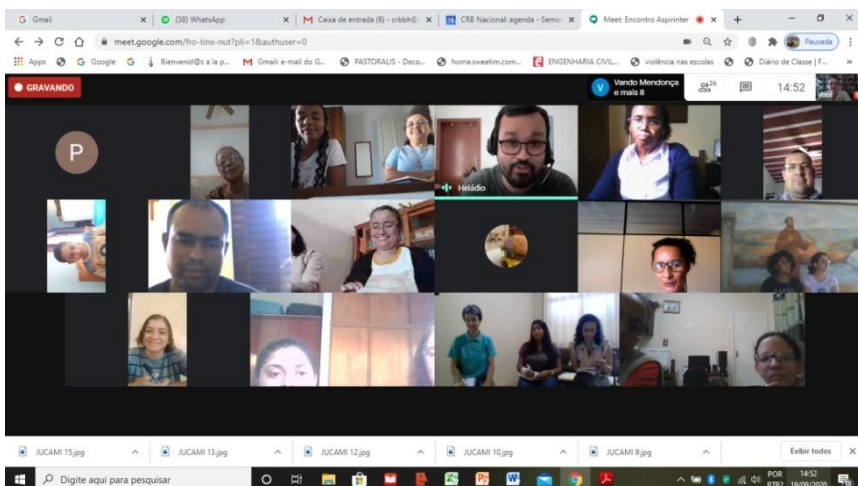 Gmail
(38) WhatsApp
Caixa de entrada (6) - crbbh@
CRB Nacional: agenda - Semar
Meet: Encontro Aspirinter
meet.google.com/fro-tinx-nut?pli=1&authuser=0
Pausada
Apps
G Google
Bienvenid@s a la p...
Gmail: e-mail do G...
PASTORALIS - Deco...
home.sweetim.com...
ENGENHARIA CIVIL...
violência nas escolas
Diário de Classe | F...
GRAVANDO
V
Vando Mendonça
e mais 8
26
14:52
Você
P
Heládio
JUCAMI 15.jpg
JUCAMI 13.jpg
JUCAMI 12.jpg
JUCAMI 10.jpg
JUCAMI 9.jpg
Exibir todos
Digite aqui para pesquisar
POR
PTB2
14:52
19/08/2020